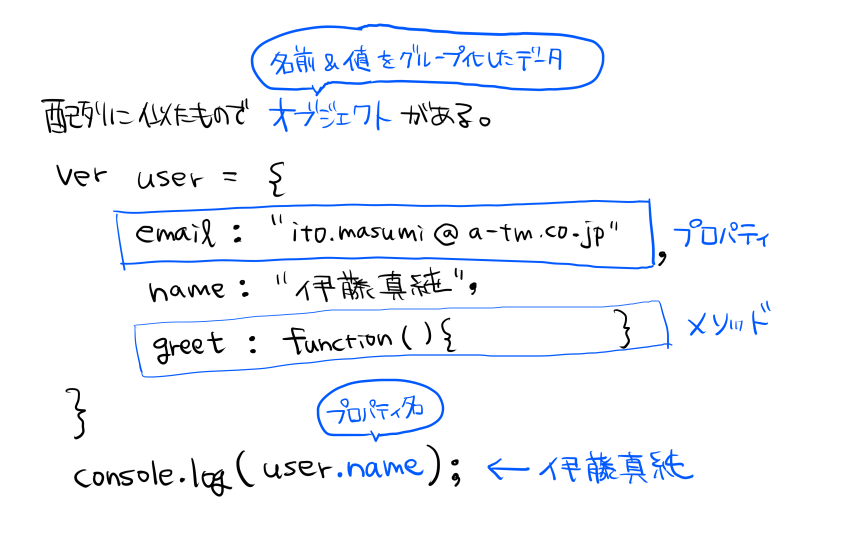 名前&値をグループ化したデータ
配列に似たもので オブジェクト がある。
ver user = {
email : "ito.masumi@a-tm.co.jp" , プロパティ
name : "伊藤真純",
greet : function(){ } メソッド
}
プロパティ名
console.log(user.name); ← 伊藤真純